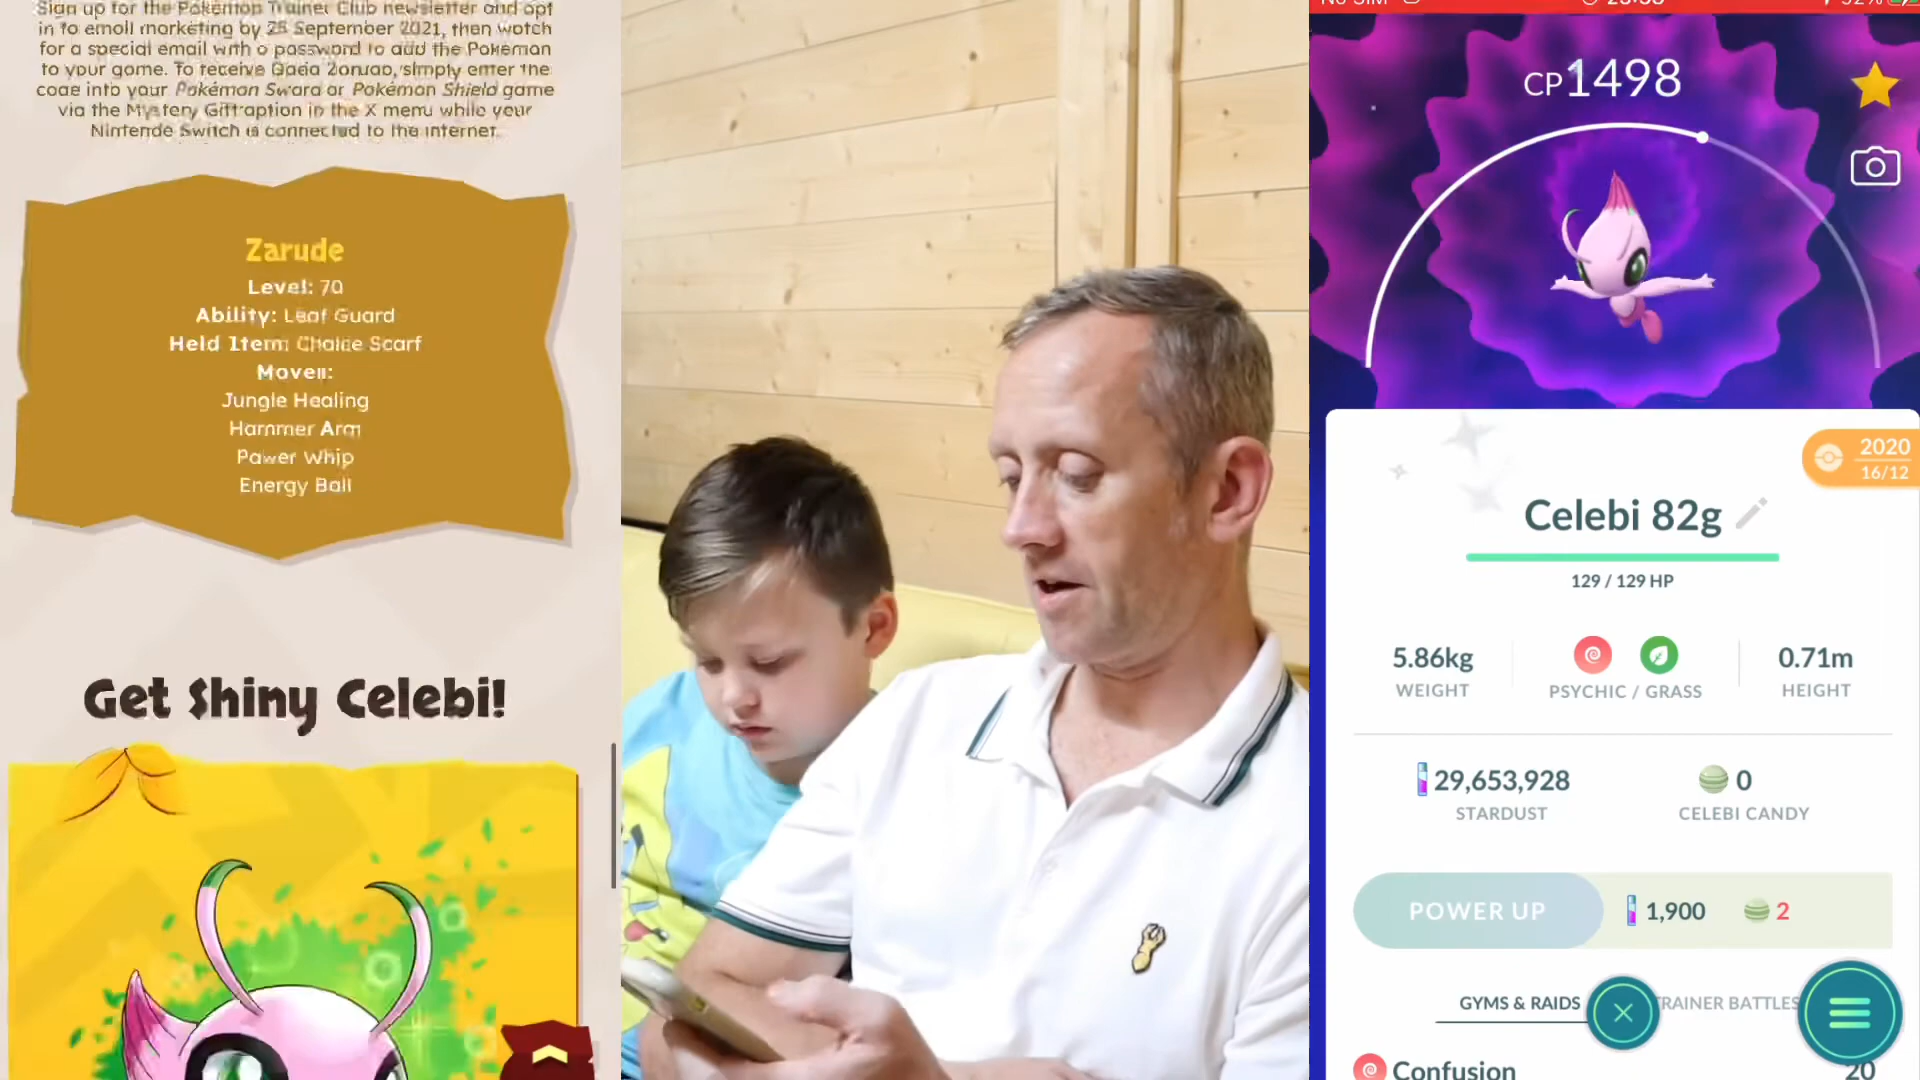 Sign up for the Pokémon Trainer Club newsletter and opt
in to email marketing by 25 September 2021, then watch
for a special email with a password to add the Pokémon
to your game. To receive Dada Zarude, simply enter the
code into your Pokémon Sword or Pokémon Shield game
via the Mystery Gift option in the X menu while your
Nintendo Switch is connected to the internet.
Zarude
Level: 70
Ability: Leaf Guard
Held Item: Choice Scarf
Moves:
Jungle Healing
Hammer Arm
Power Whip
Energy Ball
Get Shiny Celebi!
No SIM
CP1498
2020
16/12
Celebi 82g
129 / 129 HP
5.86kg
WEIGHT
PSYCHIC / GRASS
0.71m
HEIGHT
29,653,928
STARDUST
0
CELEBI CANDY
POWER UP
1,900
2
GYMS & RAIDS
TRAINER BATTLES
Confusion
20